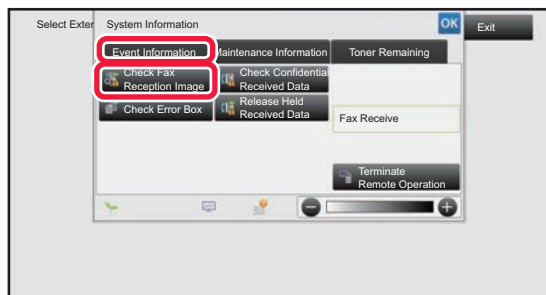 Select Exter
System Information
OK
Exit
Event Information
Maintenance Information
Toner Remaining
Check Fax
Reception Image
Check Confidential
Received Data
Check Error Box
Release Held
Received Data
Fax Receive
Terminate
Remote Operation